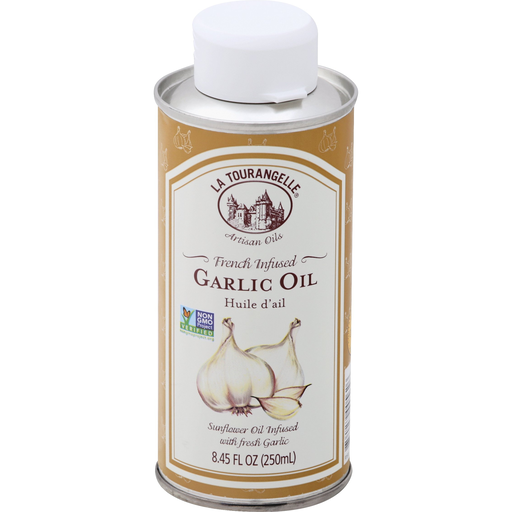 LA TOURANGELLE®
Artisan Oils
French Infused
GARLIC OIL
Huile d'ail
NON
GMO
Project
VERIFIED
Sunflower Oil Infused
with fresh Garlic
8.45 FL OZ (250mL)